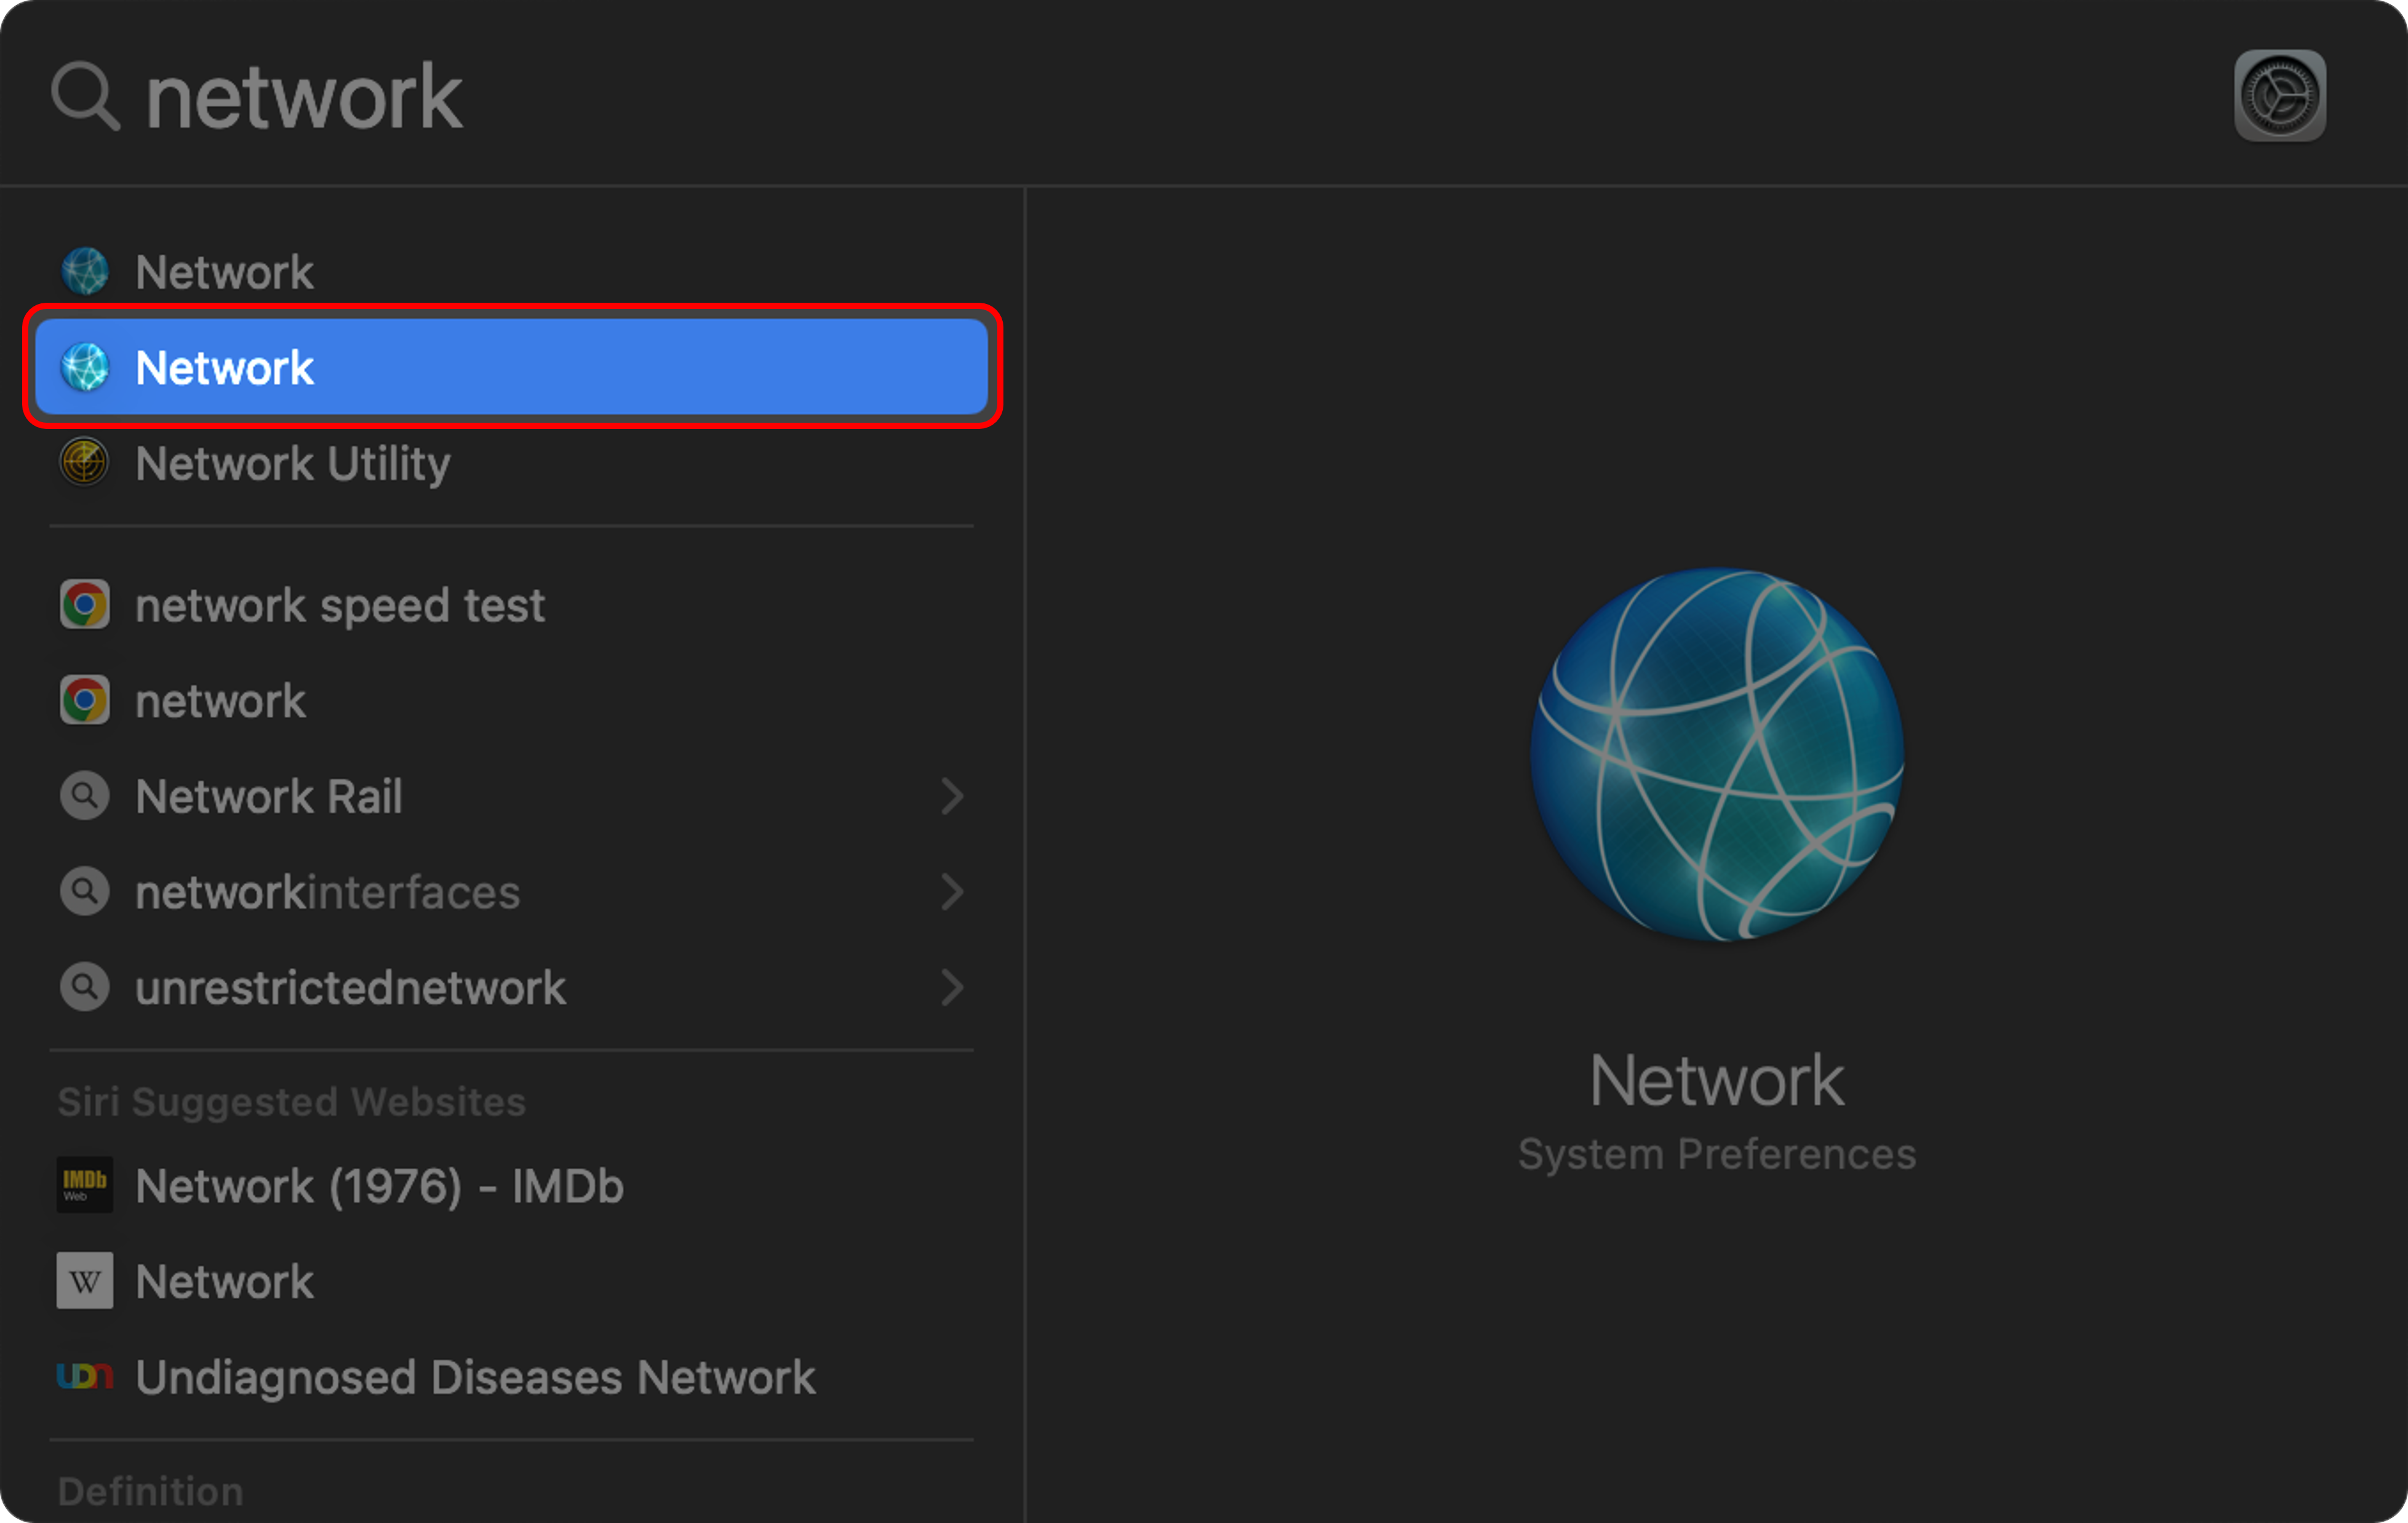 network
Network
Network
Network Utility
network speed test
network
Network Rail
networkinterfaces
unrestrictednetwork
Siri Suggested Websites
IMDb
Web
Network (1976) - IMDb
W
Network
UDN
Undiagnosed Diseases Network
Definition
Network
System Preferences